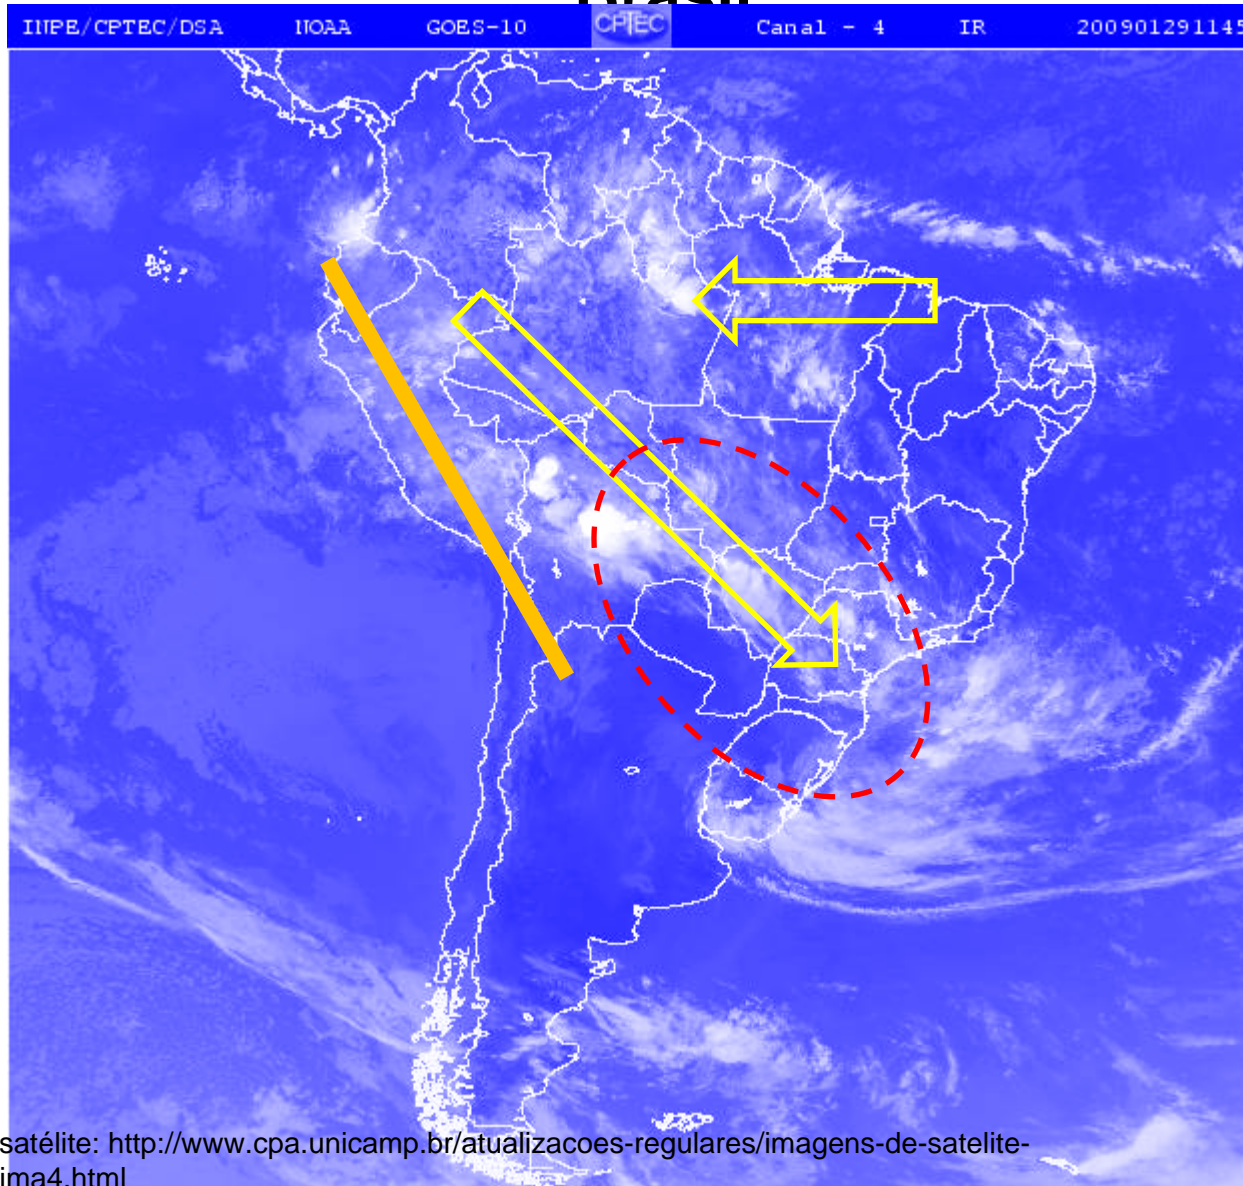 Brasil
INPE/CPTEC/DSA NOAA GOES-10 CPTEC Canal - 4 IR 200901291145
satélite: http://www.cpa.unicamp.br/atualizacoes-regulares/imagens-de-satelite-
ima4.html